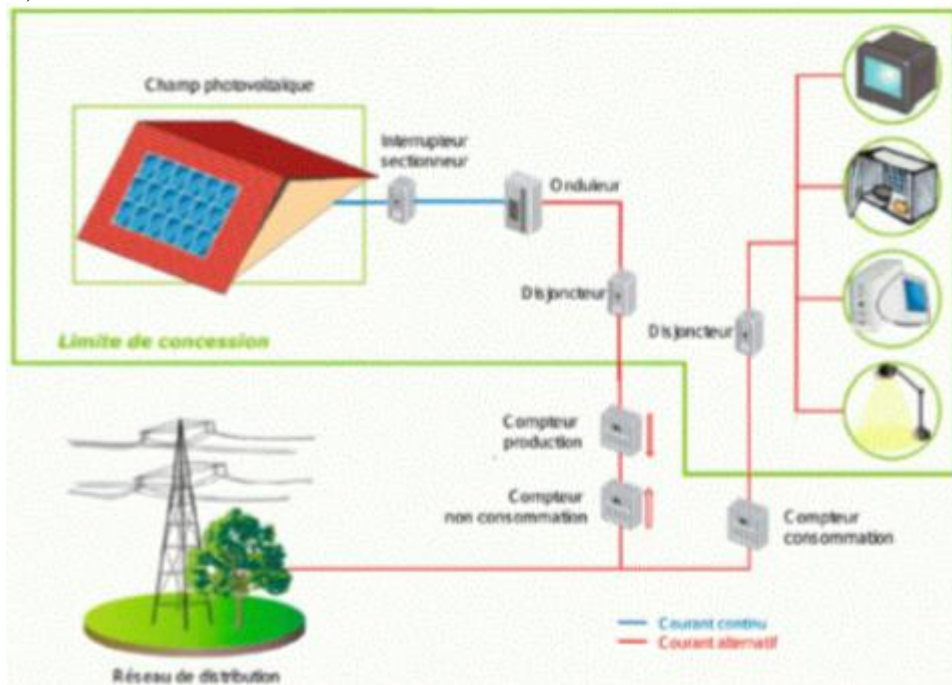 Champ photovoltaïque
Interrupteur
sectionneur
Onduleur
Disjoncteur
Disjoncteur
Limite de concession
Compteur
production
Compteur
non consommation
Compteur
consommation
Courant continu
Courant alternatif
Réseau de distribution